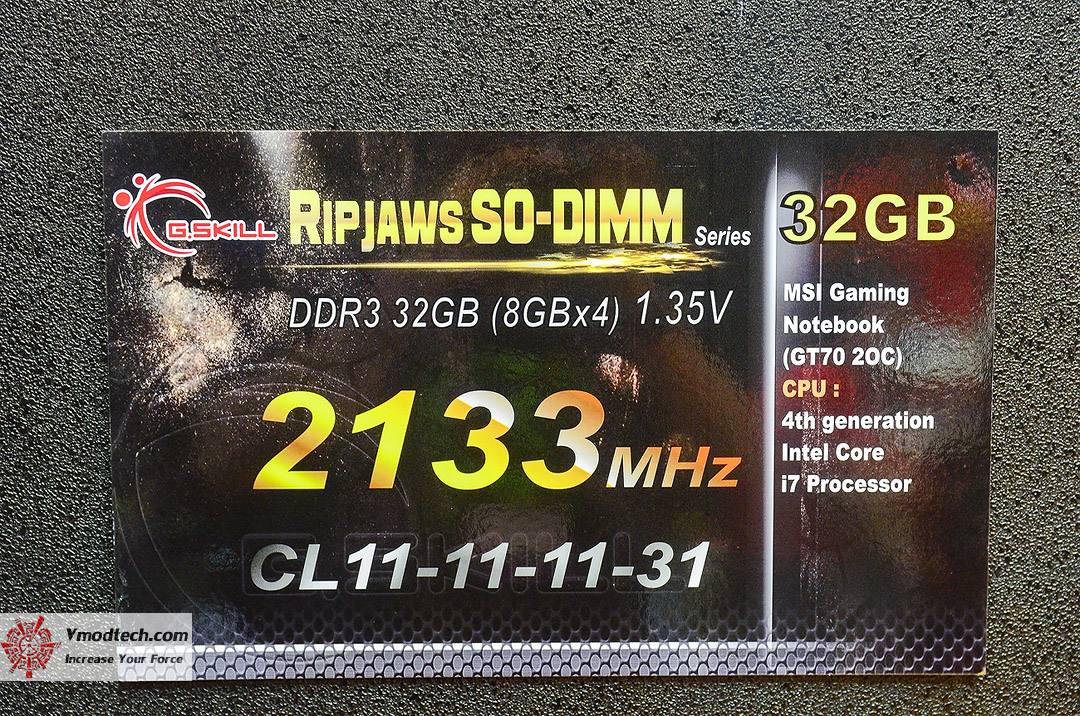 G.SKILL
RIPJAWS SO-DIMM Series
DDR3 32GB (8GBx4) 1.35V
2133MHz
CL11-11-11-31
32GB
MSI Gaming
Notebook
(GT70 2OC)
CPU :
4th generation
Intel Core
i7 Processor
Vmodtech.com
Increase Your Force